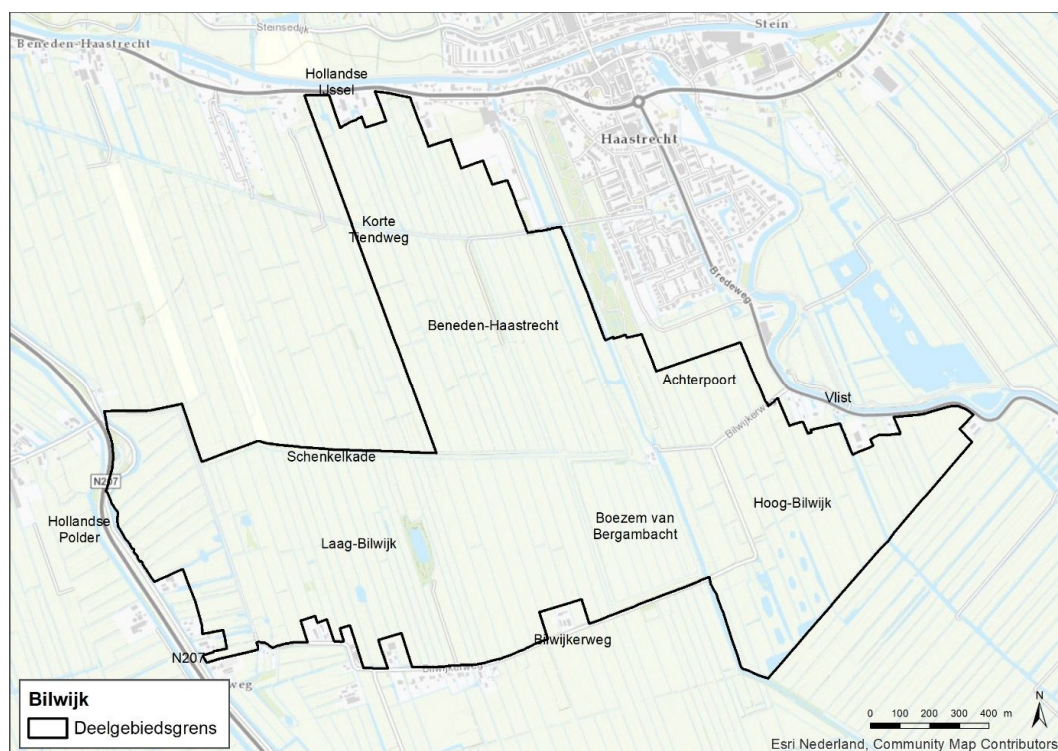 Steinsedijk
Stein
Beneden-Haastrecht
Hollandse
IJssel
Haastrecht
Korte
Tiendweg
Bredeweg
Beneden-Haastrecht
Achterpoort
Vlist
Bilwijkerweg
Schenkelkade
N207
Hoog-Bilwijk
Hollandse
Polder
Boezem van
Bergambacht
Laag-Bilwijk
Bilwijkerweg
N207
weg
Bilwijkerweg
Bilwijk
Deelgebiedsgrens
N
0 100 200 300 400 m
Esri Nederland, Community Map Contributors